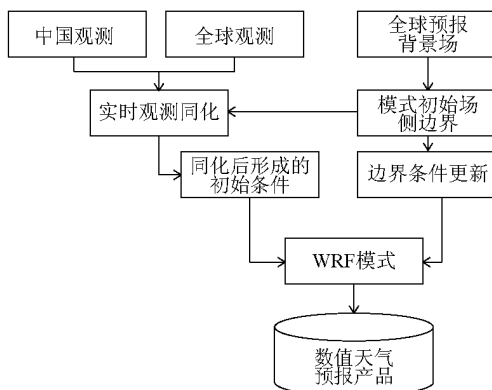 中国观测
全球观测
全球预报
背景场
实时观测同化
模式初始场
侧边界
同化后形成的
初始条件
边界条件更新
WRF模式
数值天气
预报产品